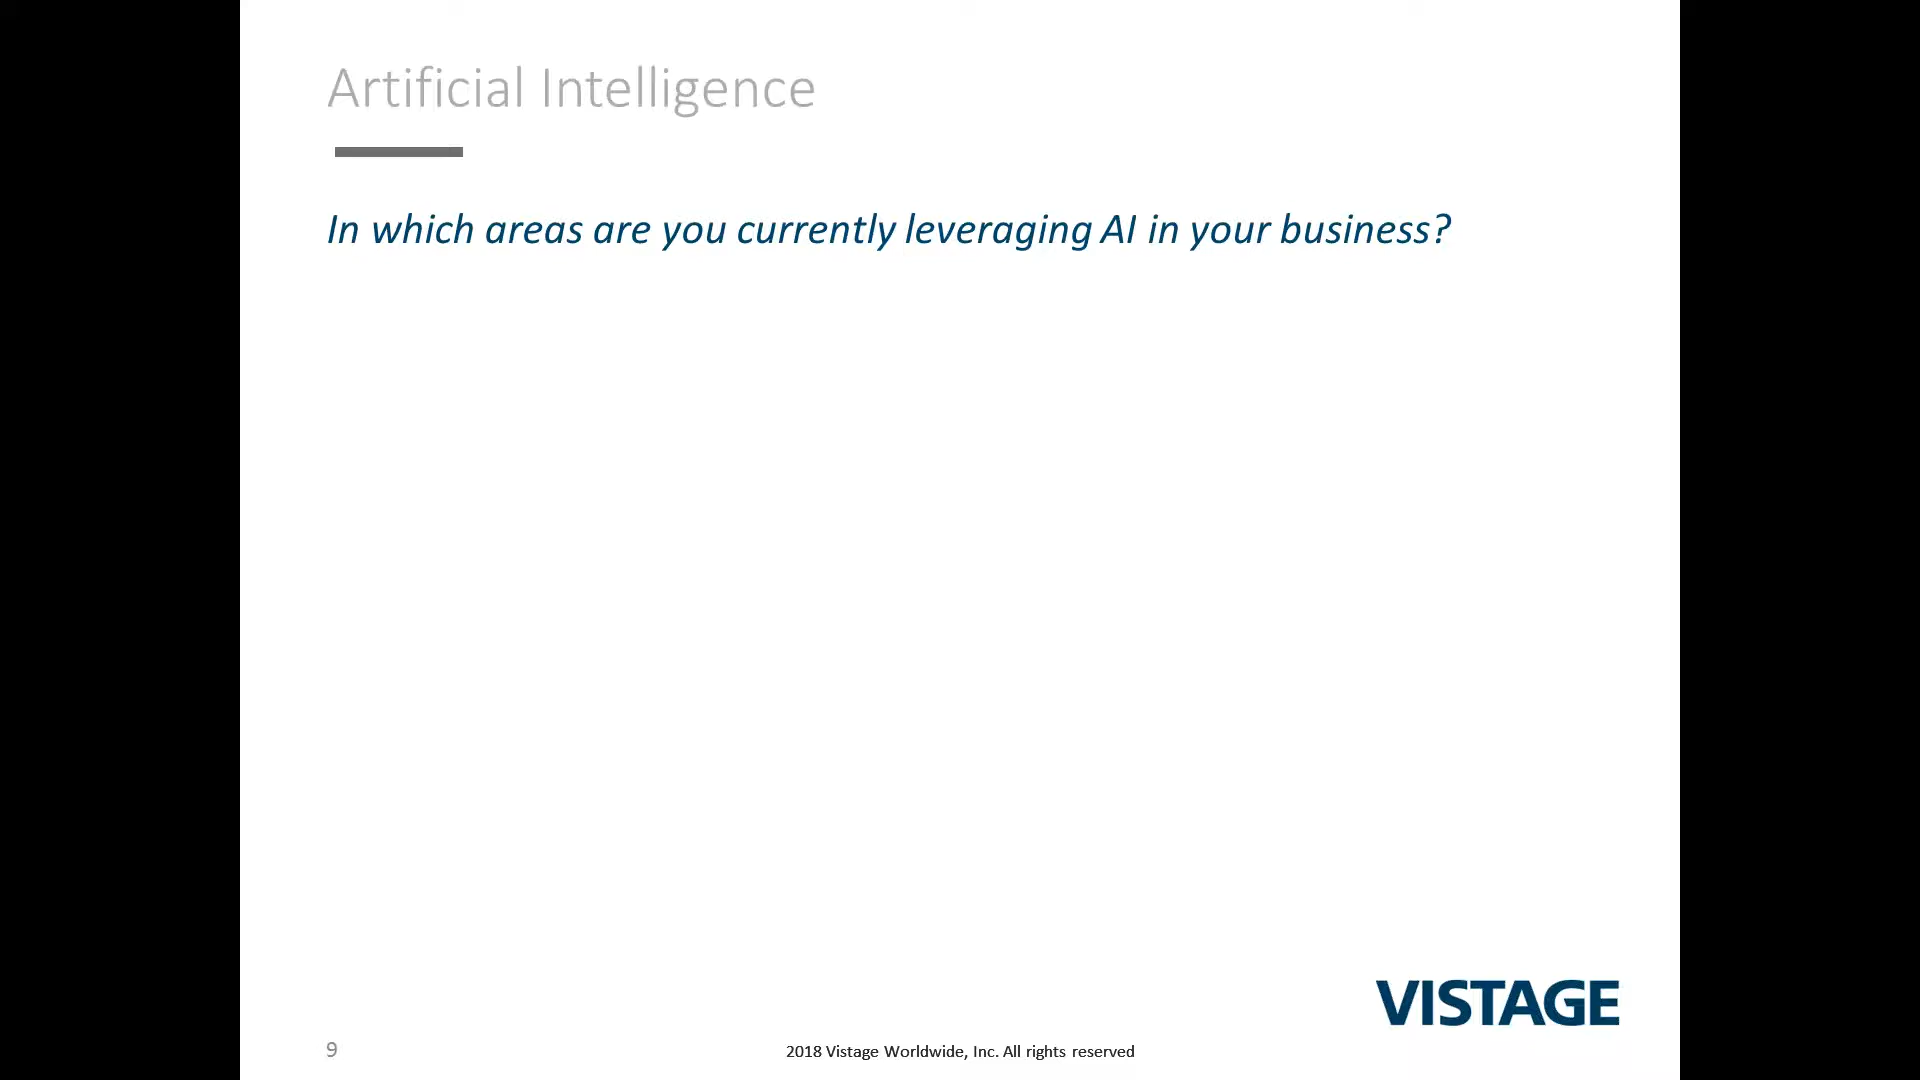 Artificial Intelligence
In which areas are you currently leveraging AI in your business?
VISTAGE
9
2018 Vistage Worldwide, Inc. All rights reserved